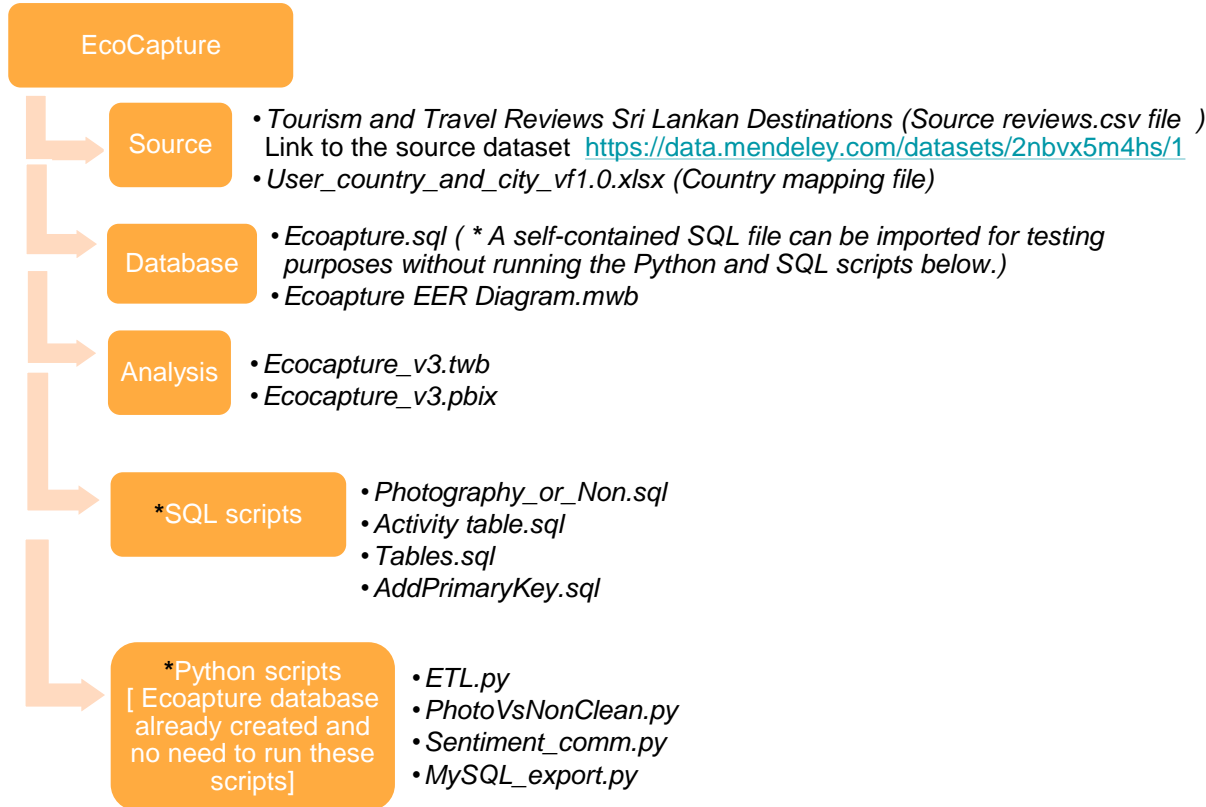 EcoCapture
Source
• Tourism and Travel Reviews Sri Lankan Destinations (Source reviews.csv file )
Link to the source dataset https://data.mendeley.com/datasets/2nbvx5m4hs/1
• User_country_and_city_vf1.0.xlsx (Country mapping file)
Database
• Ecoapture.sql ( * A self-contained SQL file can be imported for testing
purposes without running the Python and SQL scripts below.)
• Ecoapture EER Diagram.mwb
Analysis
• Ecocapture_v3.twb
• Ecocapture_v3.pbix
*SQL scripts
• Photography_or_Non.sql
• Activity table.sql
• Tables.sql
• AddPrimaryKey.sql
*Python scripts
[ Ecoapture database
already created and
no need to run these
scripts]
• ETL.py
• PhotoVsNonClean.py
• Sentiment_comm.py
• MySQL_export.py